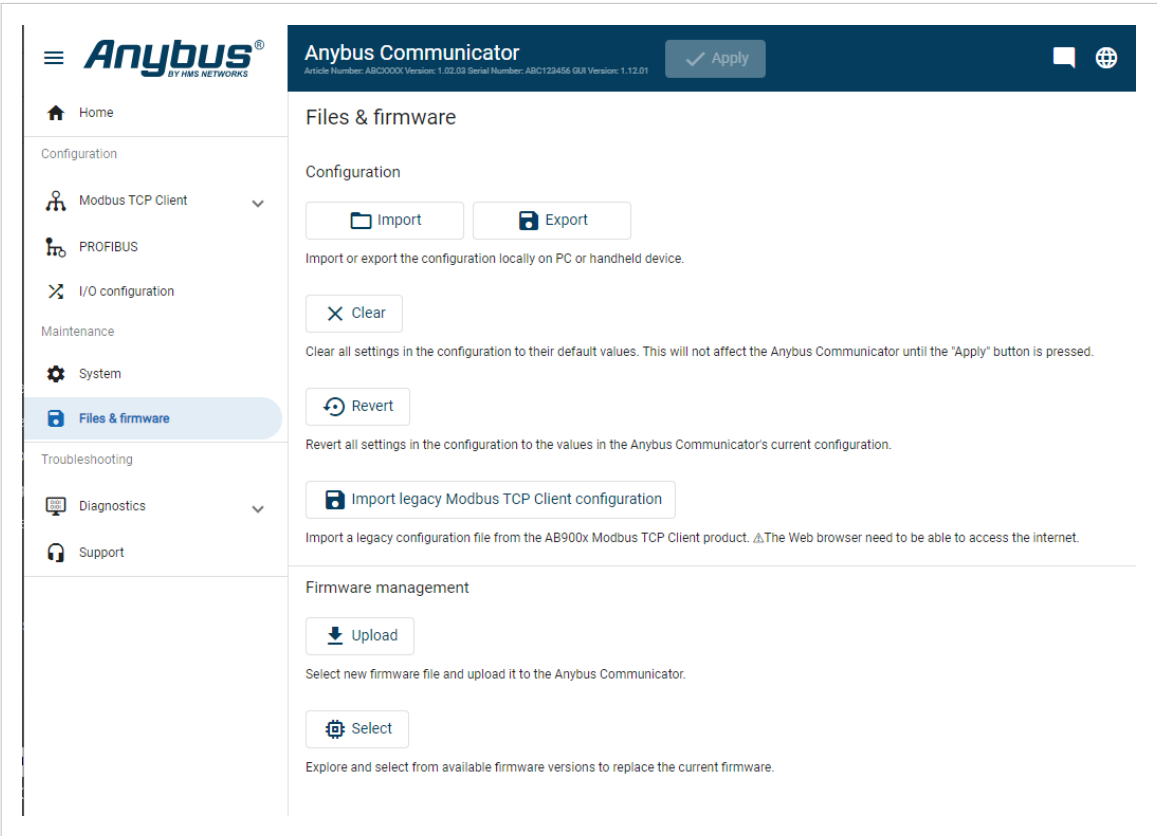 Anybus®
BY HMS NETWORKS
Anybus Communicator
Article Number: ABCXXXX Version: 1.02.03 Serial Number: ABC123456 GUI Version: 1.12.01
Apply
Home
Configuration
Modbus TCP Client
PROFIBUS
I/O configuration
Maintenance
System
Files & firmware
Troubleshooting
Diagnostics
Support
Files & firmware
Configuration
Import
Export
Import or export the configuration locally on PC or handheld device.
Clear
Clear all settings in the configuration to their default values. This will not affect the Anybus Communicator until the "Apply" button is pressed.
Revert
Revert all settings in the configuration to the values in the Anybus Communicator's current configuration.
Import legacy Modbus TCP Client configuration
Import a legacy configuration file from the AB900x Modbus TCP Client product. ⚠The Web browser need to be able to access the internet.
Firmware management
Upload
Select new firmware file and upload it to the Anybus Communicator.
Select
Explore and select from available firmware versions to replace the current firmware.